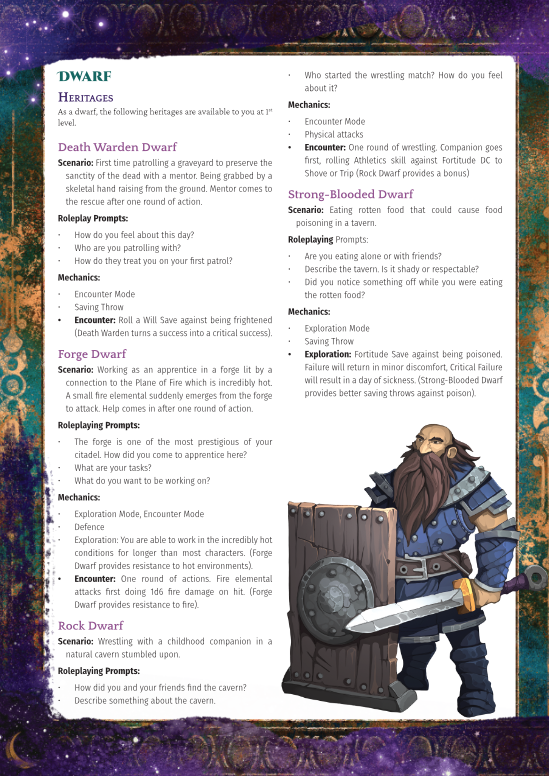 DWARF
HERITAGES
As a dwarf, the following heritages are available to you at 1st
level.
Death Warden Dwarf
Scenario: First time patrolling a graveyard to preserve the
sanctity of the dead with a mentor. Being grabbed by a
skeletal hand raising from the ground. Mentor comes to
the rescue after one round of action.
Roleplay Prompts:
· How do you feel about this day?
· Who are you patrolling with?
· How do they treat you on your first patrol?
Mechanics:
· Encounter Mode
· Saving Throw
• Encounter: Roll a Will Save against being frightened
(Death Warden turns a success into a critical success).
Forge Dwarf
Scenario: Working as an apprentice in a forge lit by a
connection to the Plane of Fire which is incredibly hot.
A small fire elemental suddenly emerges from the forge
to attack. Help comes in after one round of action.
Roleplaying Prompts:
· The forge is one of the most prestigious of your
citadel. How did you come to apprentice here?
· What are your tasks?
· What do you want to be working on?
Mechanics:
· Exploration Mode, Encounter Mode
· Defence
· Exploration: You are able to work in the incredibly hot
conditions for longer than most characters. (Forge
Dwarf provides resistance to hot environments).
• Encounter: One round of actions. Fire elemental
attacks first doing 1d6 fire damage on hit. (Forge
Dwarf provides resistance to fire).
Rock Dwarf
Scenario: Wrestling with a childhood companion in a
natural cavern stumbled upon.
Roleplaying Prompts:
· How did you and your friends find the cavern?
· Describe something about the cavern.
· Who started the wrestling match? How do you feel
about it?
Mechanics:
· Encounter Mode
· Physical attacks
• Encounter: One round of wrestling. Companion goes
first, rolling Athletics skill against Fortitude DC to
Shove or Trip (Rock Dwarf provides a bonus)
Strong-Blooded Dwarf
Scenario: Eating rotten food that could cause food
poisoning in a tavern.
Roleplaying Prompts:
· Are you eating alone or with friends?
· Describe the tavern. Is it shady or respectable?
· Did you notice something off while you were eating
the rotten food?
Mechanics:
· Exploration Mode
· Saving Throw
• Exploration: Fortitude Save against being poisoned.
Failure will return in minor discomfort, Critical Failure
will result in a day of sickness. (Strong-Blooded Dwarf
provides better saving throws against poison).